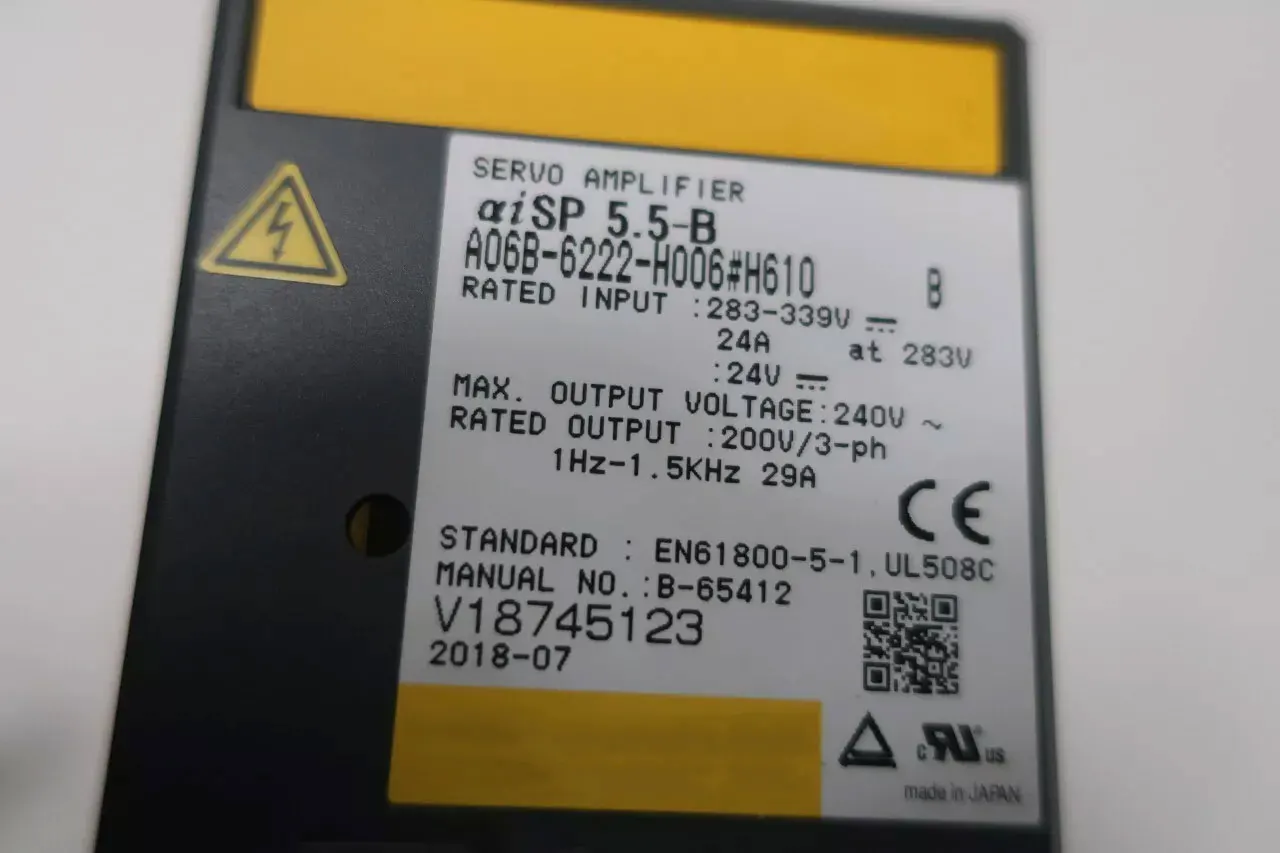 SERVO AMPLIFIER
αiSP 5.5-B
A06B-6222-H006#H610 B
RATED INPUT :283-339V ⎓
24A at 283V
:24V ⎓
MAX. OUTPUT VOLTAGE:240V ~
RATED OUTPUT :200V/3-ph
1Hz-1.5KHz 29A
CE
STANDARD : EN61800-5-1,UL508C
MANUAL NO.:B-65412
V18745123
2018-07
c RU us
made in JAPAN